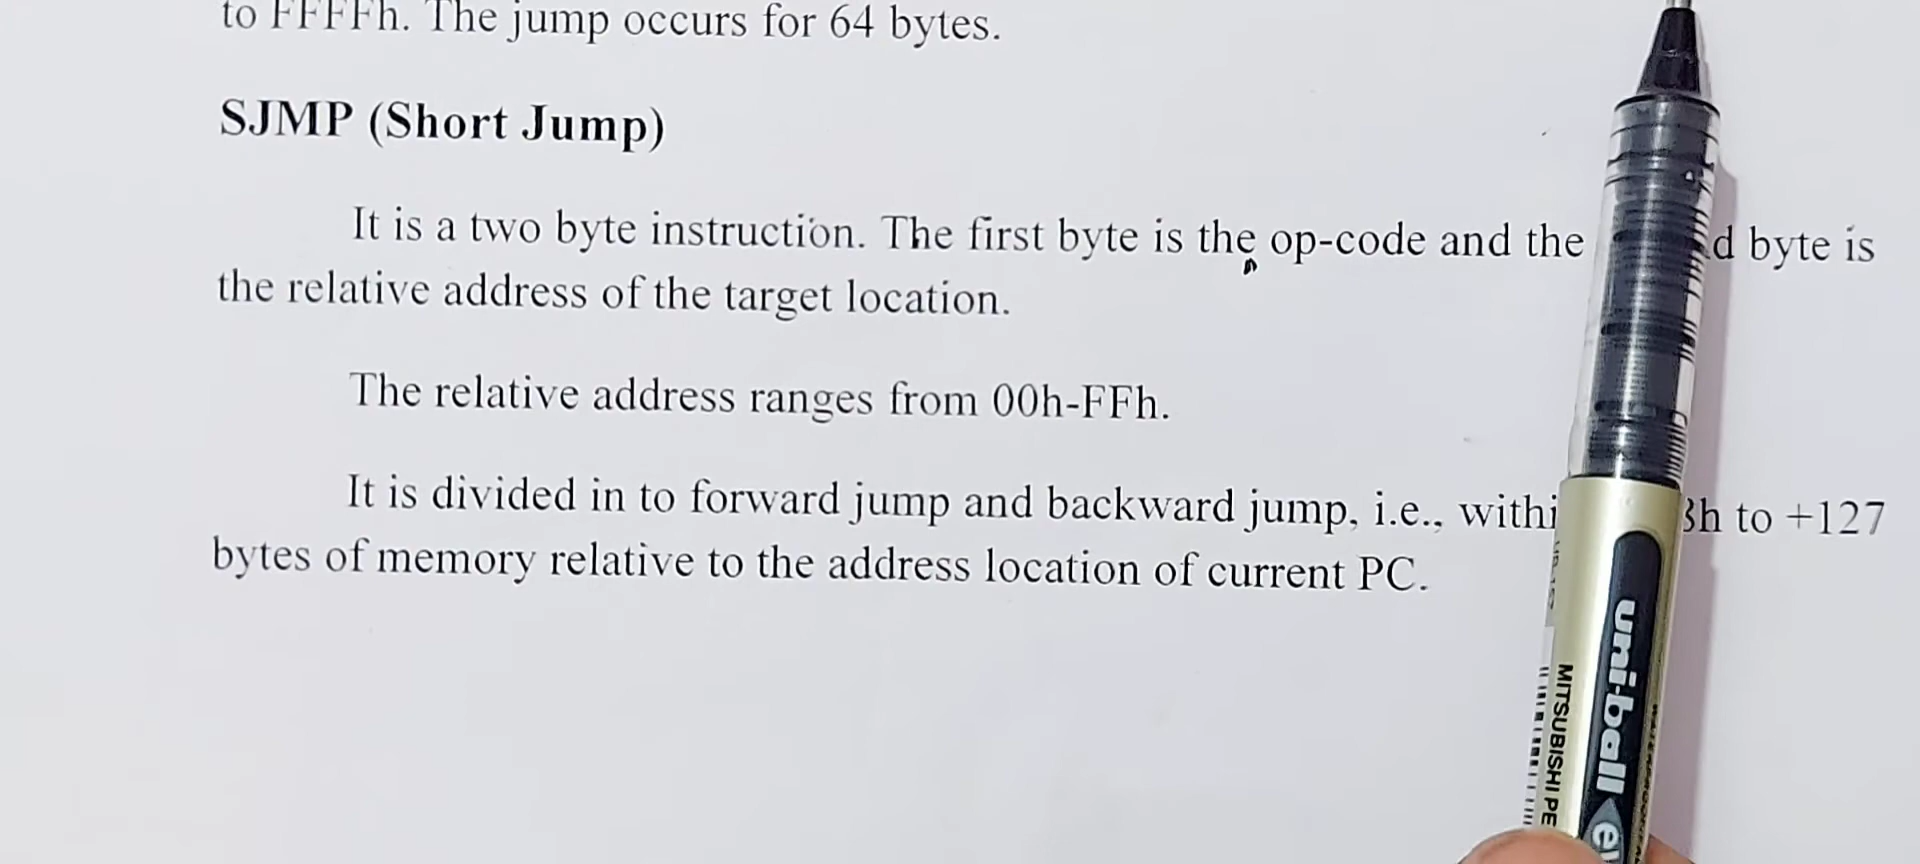 to FFFFh. The jump occurs for 64 bytes.
SJMP (Short Jump)
It is a two byte instruction. The first byte is the op-code and the d byte is
the relative address of the target location.
The relative address ranges from 00h-FFh.
It is divided in to forward jump and backward jump, i.e., withi 3h to +127
bytes of memory relative to the address location of current PC.
uni-ball
MITSUBISHI PE